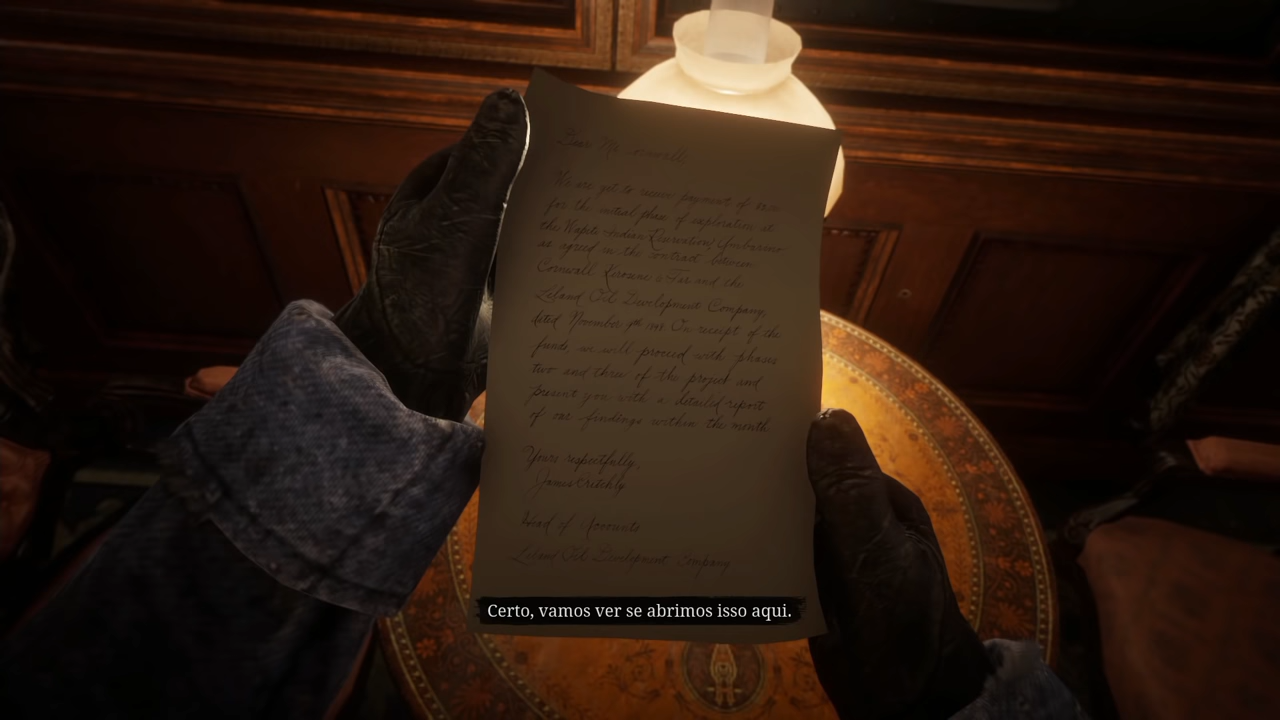 Dear Mr. Cornwall,
We are yet to receive payment of
for the initial phase of exploration at
the Wapiti Indian Reservation, Ambarino
as agreed in the contract between
Cornwall Kerosene & Tar and the
Leland Oil Development Company,
dated November 9th 1898. On receipt of the
funds, we will proceed with phases
two and three of the project and
present you with a detailed report
of our findings within the month
Yours respectfully,
James Critchly
Head of Accounts
Leland Oil Development Company
Certo, vamos ver se abrimos isso aqui.